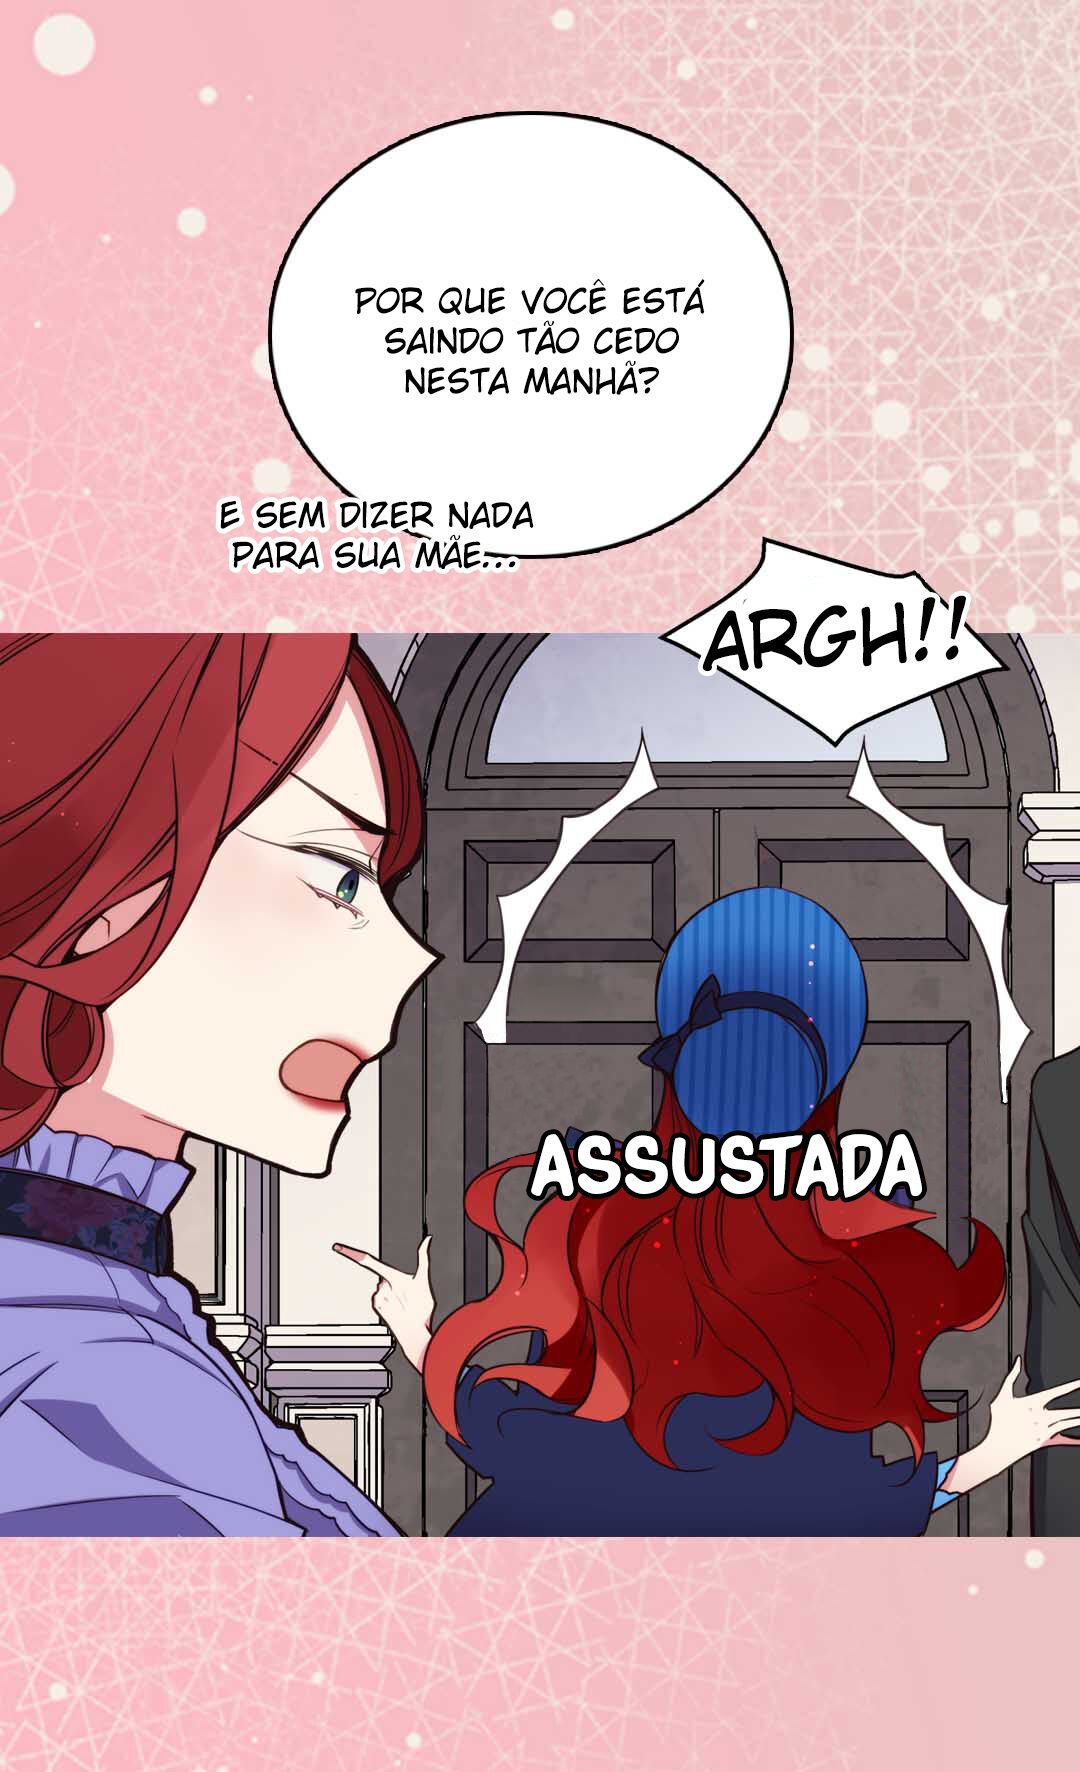 POR QUE VOCÊ ESTÁ
SAINDO TÃO CEDO
NESTA MANHÃ?
E SEM DIZER NADA
PARA SUA MÃE...
ARGH!!
ASSUSTADA